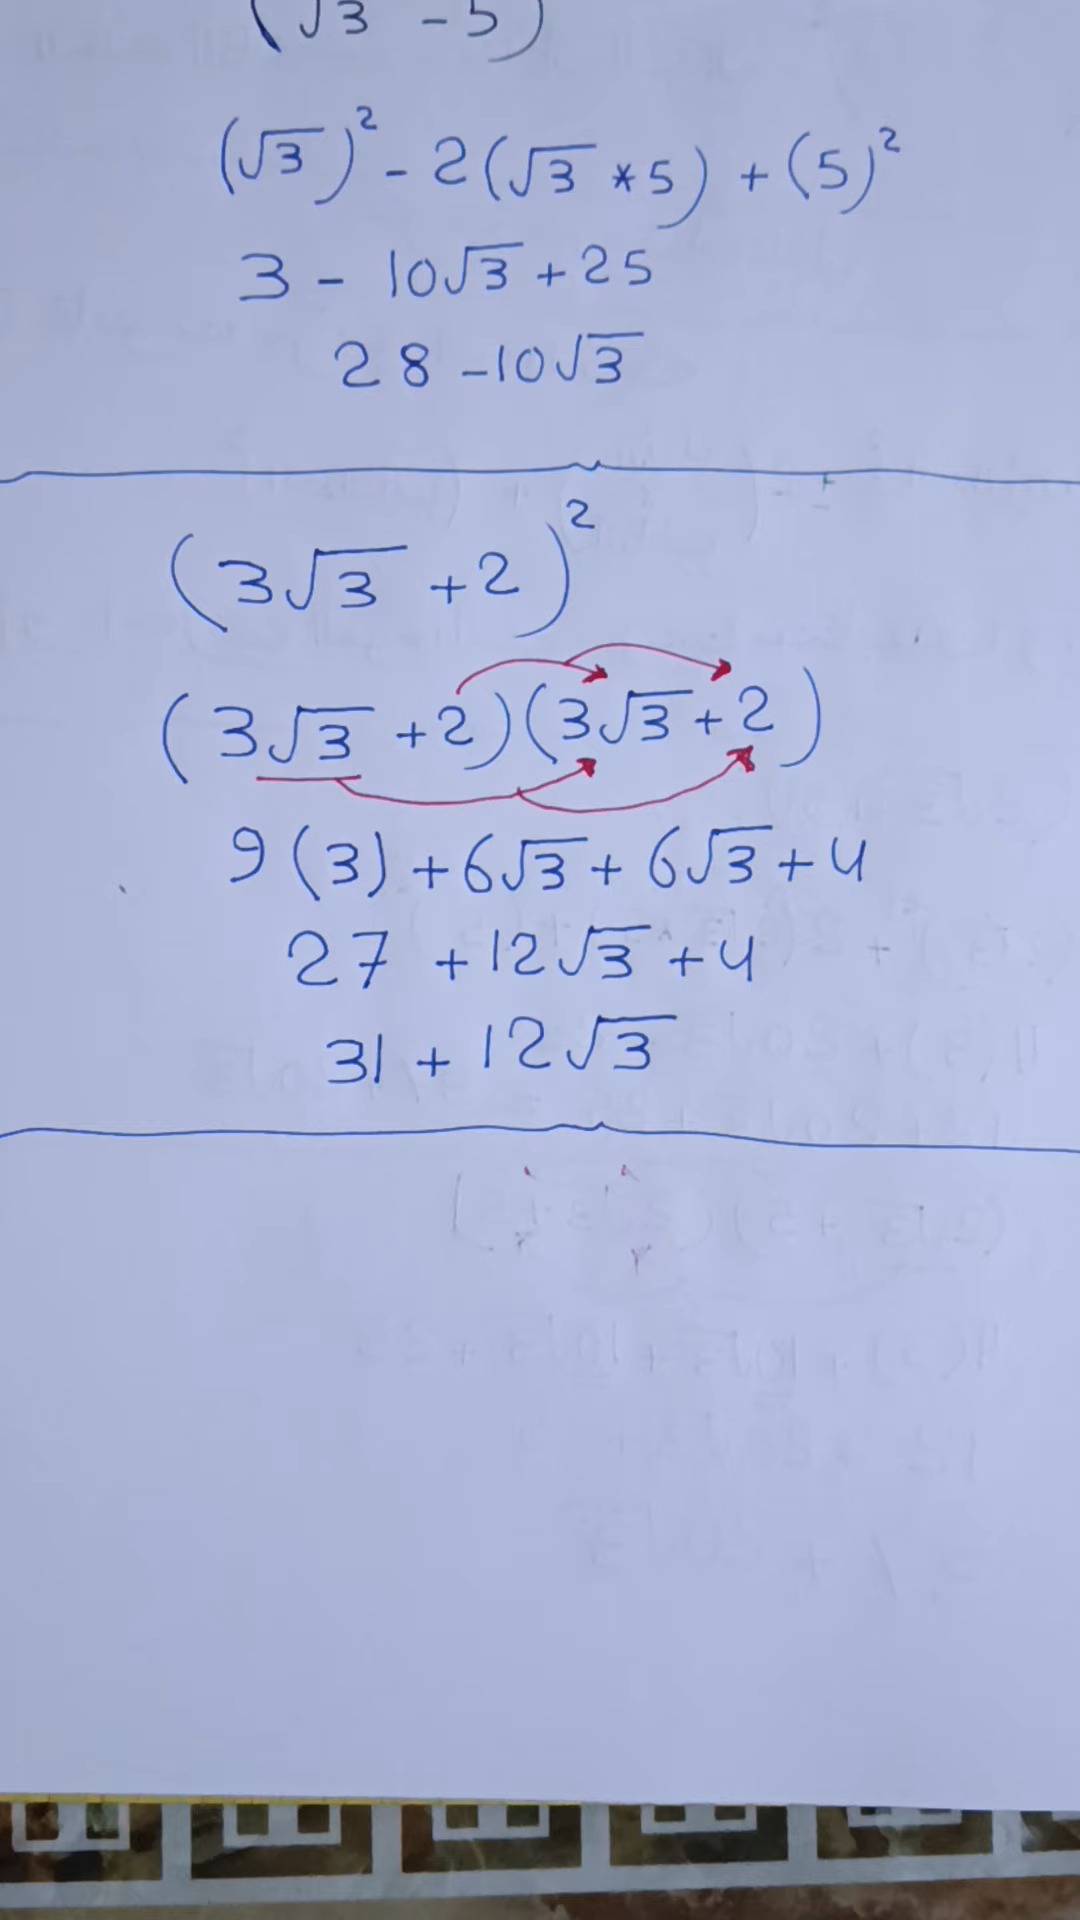 (√3 - 5)
(√3)² - 2(√3 * 5) + (5)²
3 - 10√3 + 25
28 - 10√3
(3√3 + 2)²
(3√3 + 2)(3√3 + 2)
9(3) + 6√3 + 6√3 + 4
27 + 12√3 + 4
31 + 12√3